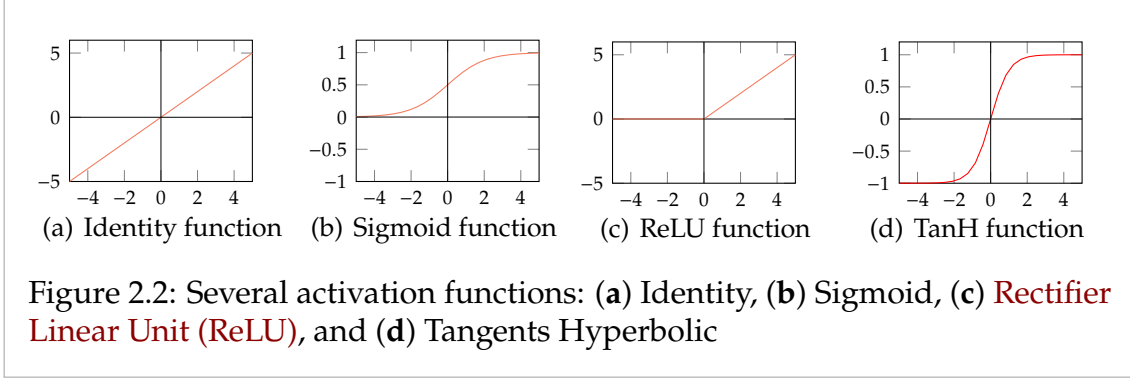 5
0
−5
−4 −2 0 2 4
(a) Identity function
1
0.5
0
−0.5
−1
−4 −2 0 2 4
(b) Sigmoid function
5
0
−5
−4 −2 0 2 4
(c) ReLU function
1
0.5
0
−0.5
−1
−4 −2 0 2 4
(d) TanH function
Figure 2.2: Several activation functions: (a) Identity, (b) Sigmoid, (c) Rectifier
Linear Unit (ReLU), and (d) Tangents Hyperbolic